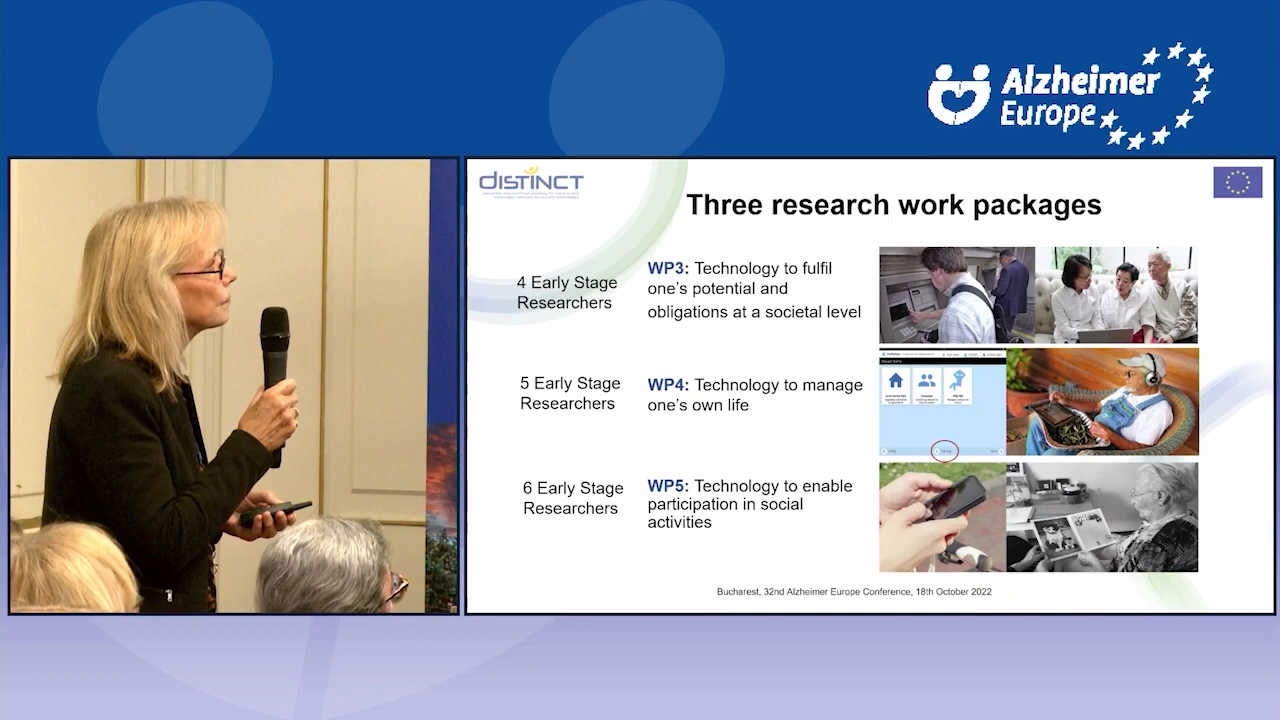 Alzheimer
Europe
DISTINCT
Three research work packages
4 Early Stage
Researchers
WP3: Technology to fulfil
one's potential and
obligations at a societal level
5 Early Stage
Researchers
WP4: Technology to manage
one's own life
6 Early Stage
Researchers
WP5: Technology to enable
participation in social
activities
Bucharest, 32nd Alzheimer Europe Conference, 18th October 2022